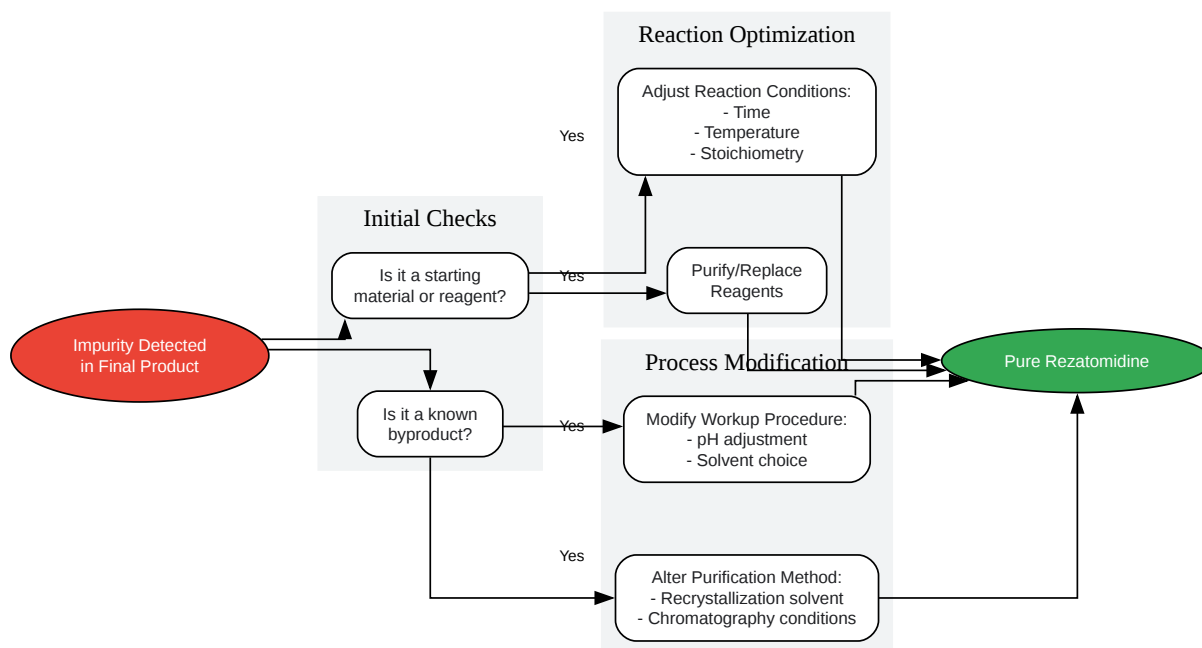 Reaction Optimization
Adjust Reaction Conditions:
- Time
- Temperature
- Stoichiometry
Yes
Initial Checks
Is it a starting
material or reagent?
Yes
Purify/Replace
Reagents
Impurity Detected
in Final Product
Process Modification
Pure Rezatomidine
Is it a known
byproduct?
Yes
Modify Workup Procedure:
- pH adjustment
- Solvent choice
Yes
Alter Purification Method:
- Recrystallization solvent
- Chromatography conditions